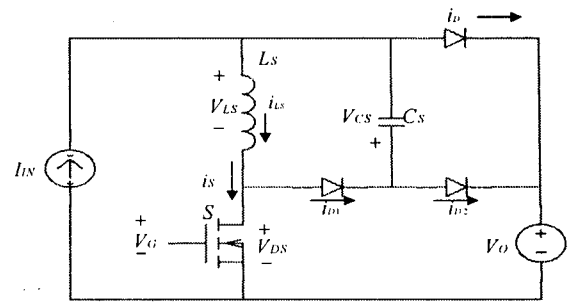 iD
LS
+
VLS
−
iLS
VCS
CS
+
IIN
iS
S
iD1
iD2
+
VG
−
+
VDS
−
VO
+
−